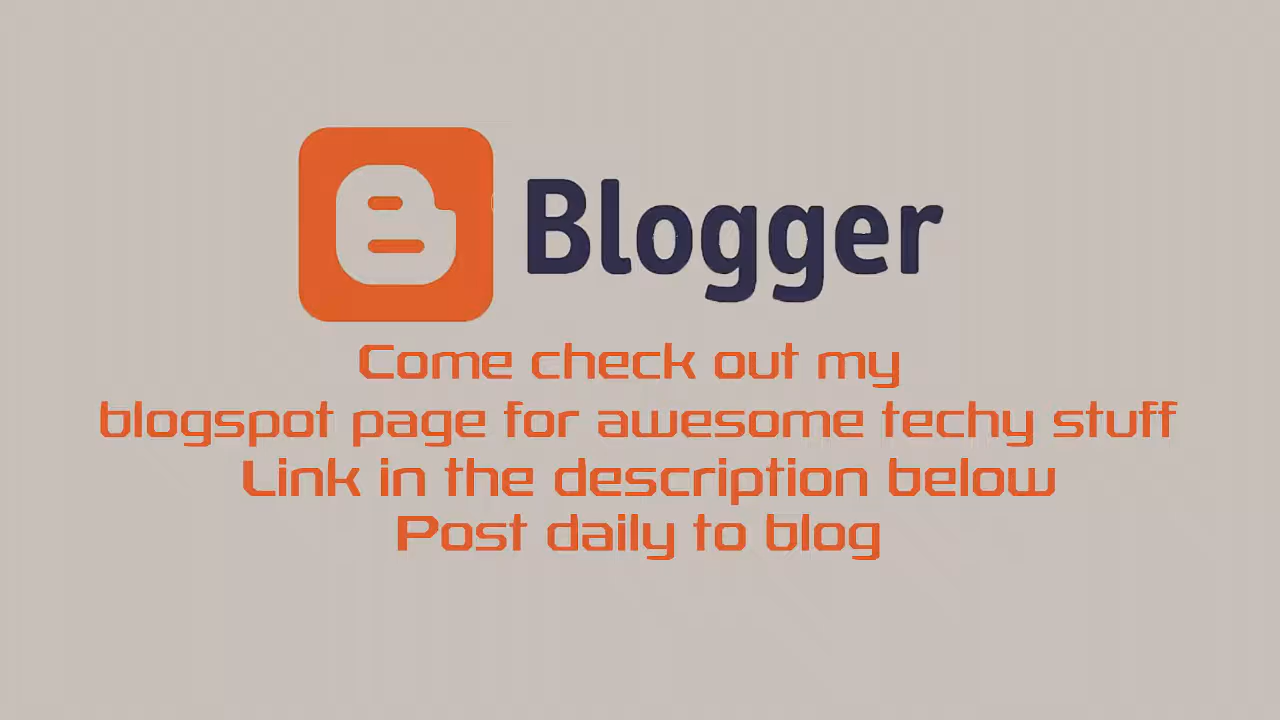 Blogger
Come check out my
blogspot page for awesome techy stuff
Link in the description below
Post daily to blog